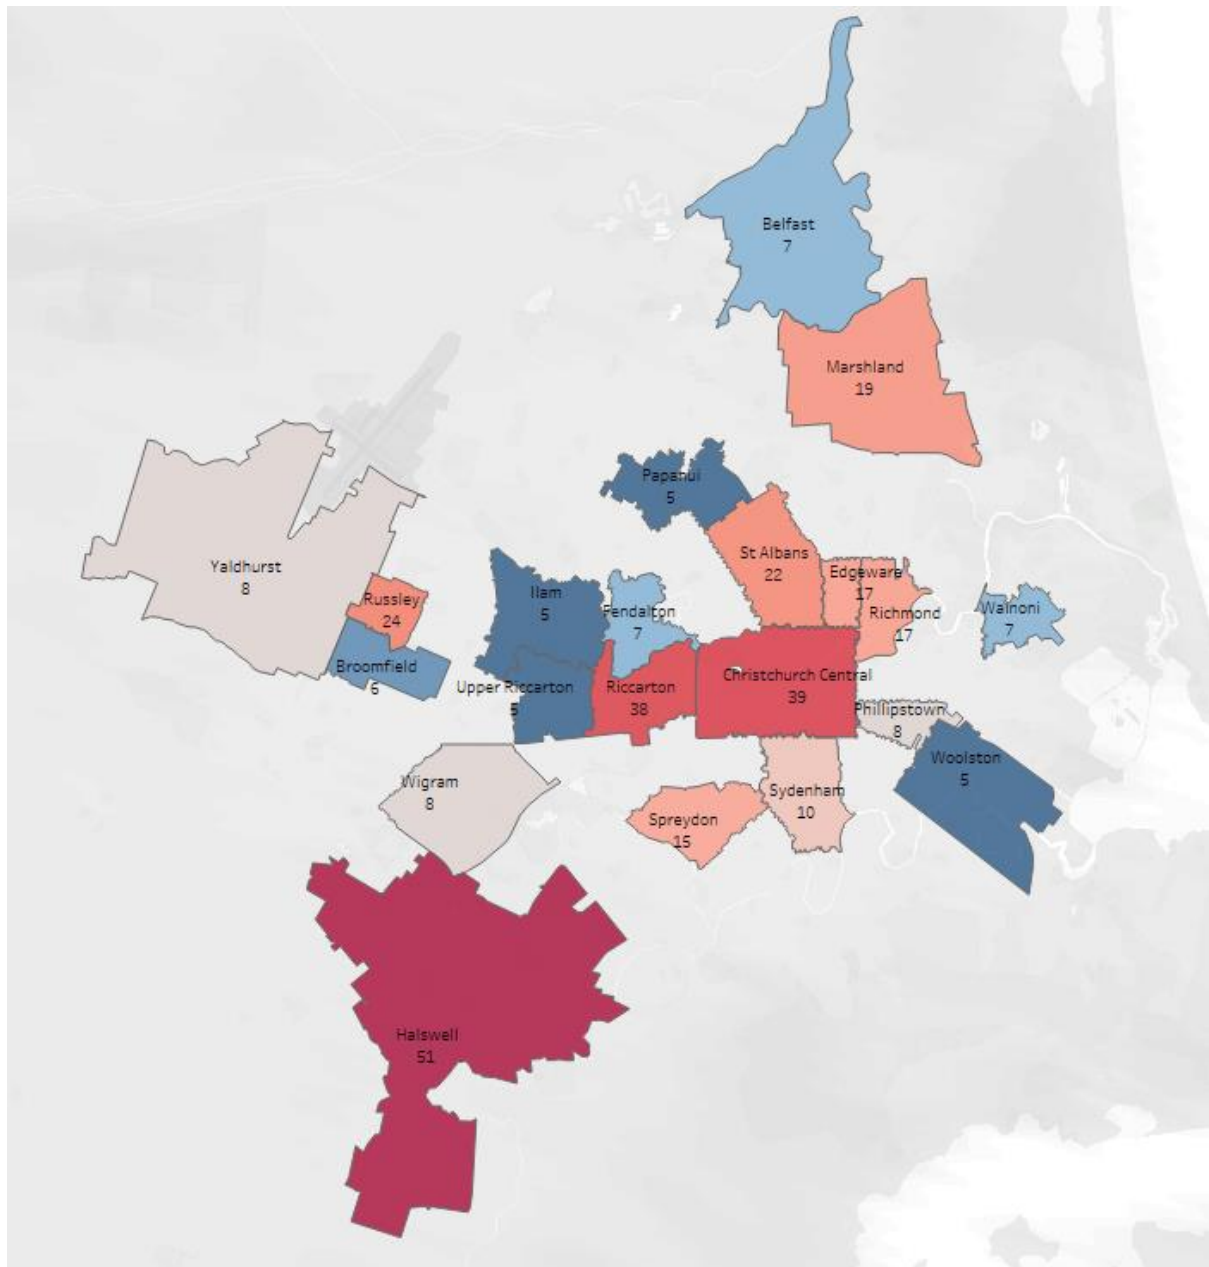 Belfast
7
Marshland
19
Papanui
5
St Albans
22
Yaldhurst
8
Edgeware
17
Russley
24
Ilam
5
Fendalton
7
Richmond
17
Wainoni
7
Broomfield
6
Upper Riccarton
5
Riccarton
38
Christchurch Central
39
Phillipstown
8
Woolston
5
Wigram
8
Sydenham
10
Spreydon
15
Halswell
51